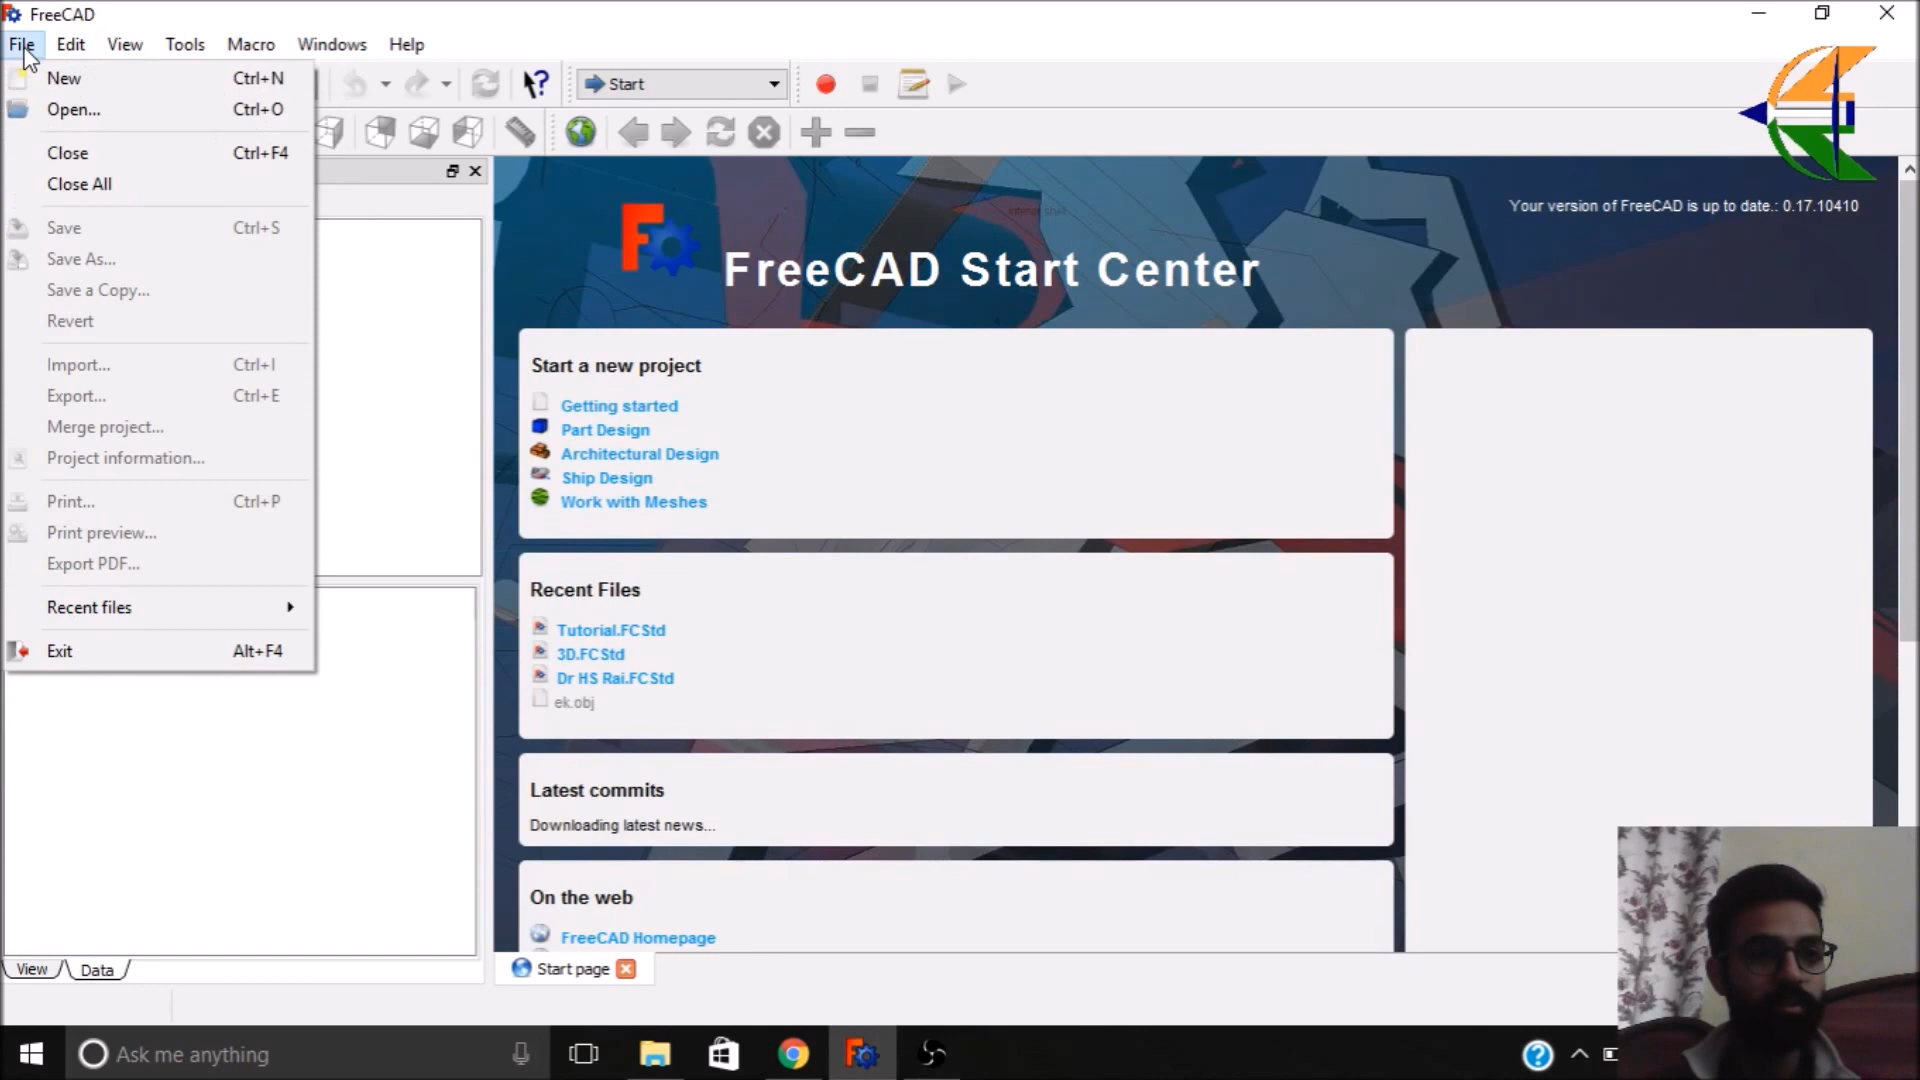 FreeCAD
File Edit View Tools Macro Windows Help
New Ctrl+N
Open... Ctrl+O
Close Ctrl+F4
Close All
Save Ctrl+S
Save As...
Save a Copy...
Revert
Import... Ctrl+I
Export... Ctrl+E
Merge project...
Project information...
Print... Ctrl+P
Print preview...
Export PDF...
Recent files
Exit Alt+F4
Start
Your version of FreeCAD is up to date.: 0.17.10410
FreeCAD Start Center
Start a new project
Getting started
Part Design
Architectural Design
Ship Design
Work with Meshes
Recent Files
Tutorial.FCStd
3D.FCStd
Dr HS Rai.FCStd
ek.obj
Latest commits
Downloading latest news...
On the web
FreeCAD Homepage
View Data
Start page
Ask me anything